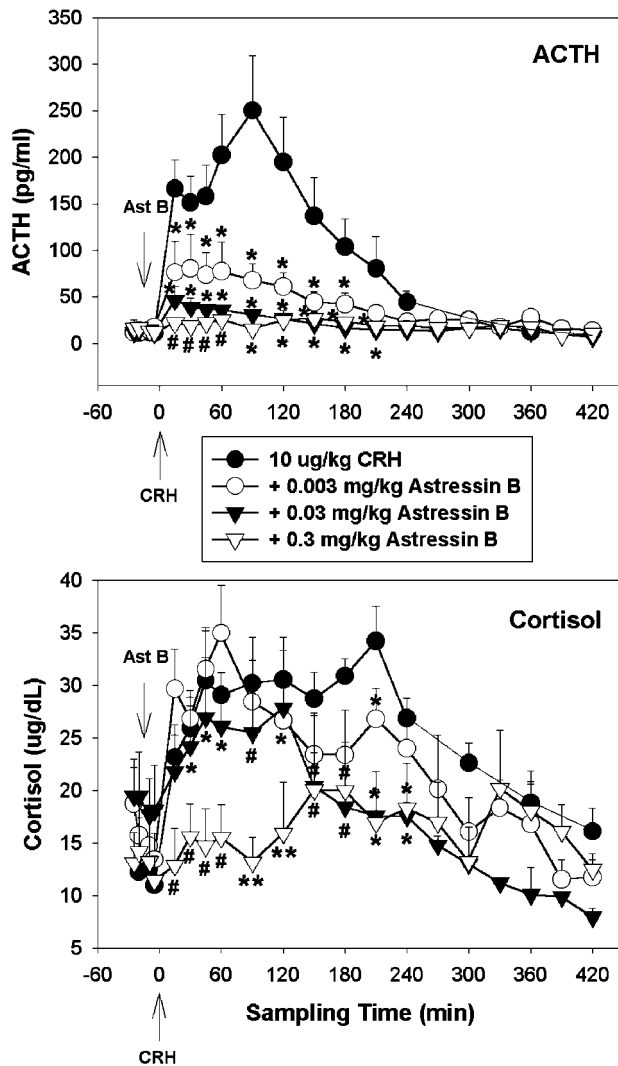 ACTH
ACTH (pg/ml)
350
300
250
200
150
100
50
0
Ast B
* * * *
* * * *
* * * * * * *
# # # # * * * * *
-60 0 60 120 180 240 300 360 420
CRH
10 ug/kg CRH
+ 0.003 mg/kg Astressin B
+ 0.03 mg/kg Astressin B
+ 0.3 mg/kg Astressin B
Cortisol
Cortisol (ug/dL)
40
35
30
25
20
15
10
5
Ast B
*
* * * # * # #
# # * *
# # # # ** ** * *
-60 0 60 120 180 240 300 360 420
Sampling Time (min)
CRH